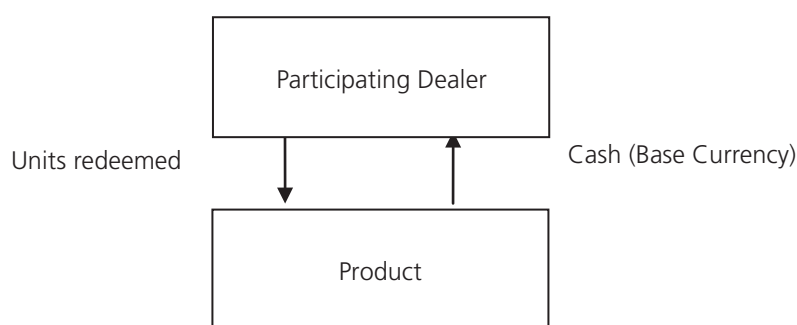 Participating Dealer
Units redeemed
Cash (Base Currency)
Product